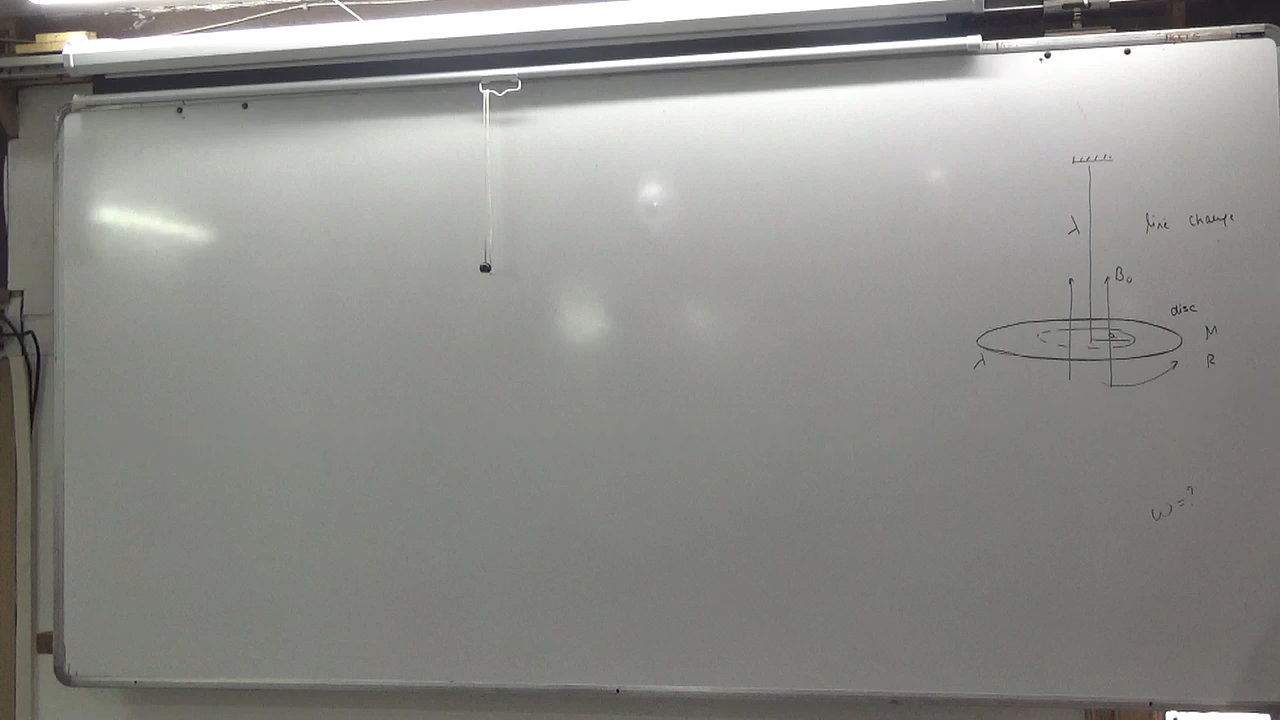 λ line charge
B₀
disc
a M
λ R
ω = ?